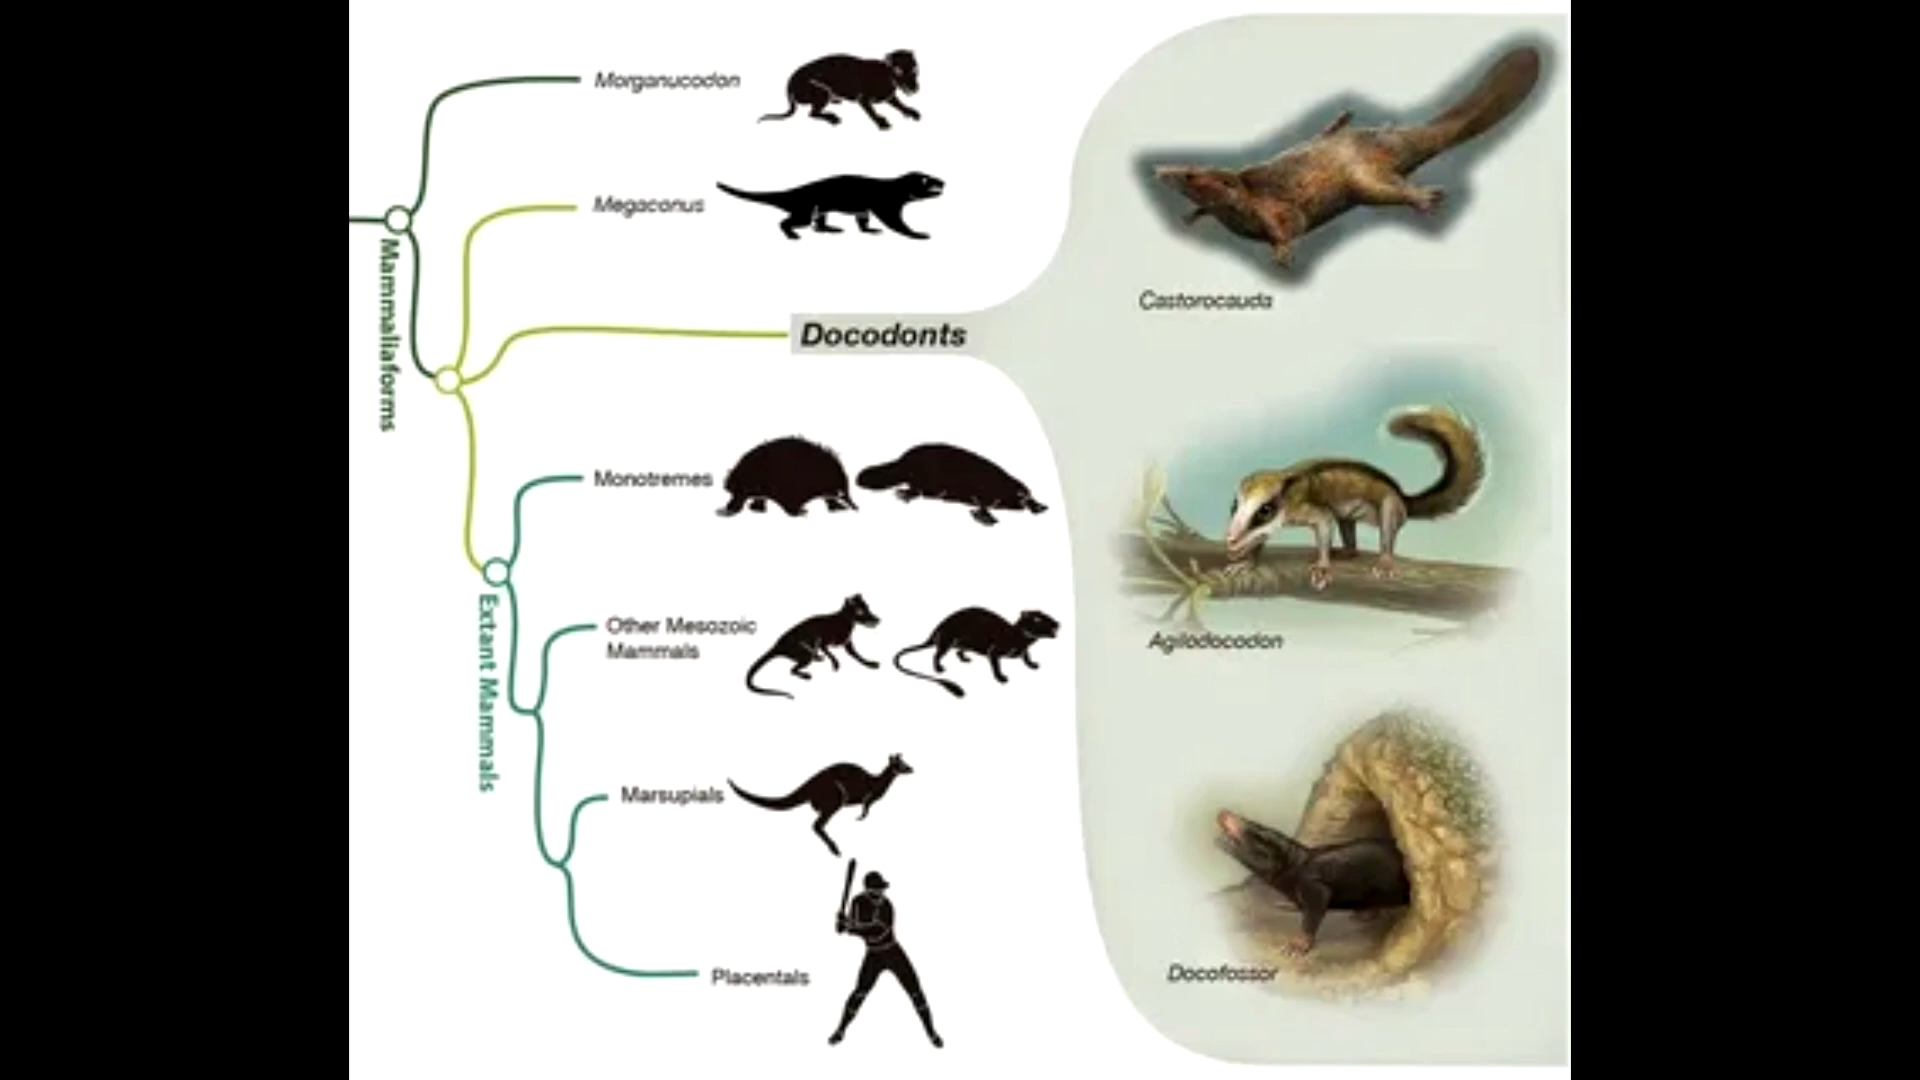 Morganucodon
Megaconus
Mammaliaforms
Docodonts
Castorocauda
Monotremes
Extant Mammals
Other Mesozoic
Mammals
Agilodocodon
Marsupials
Placentals
Docofossor